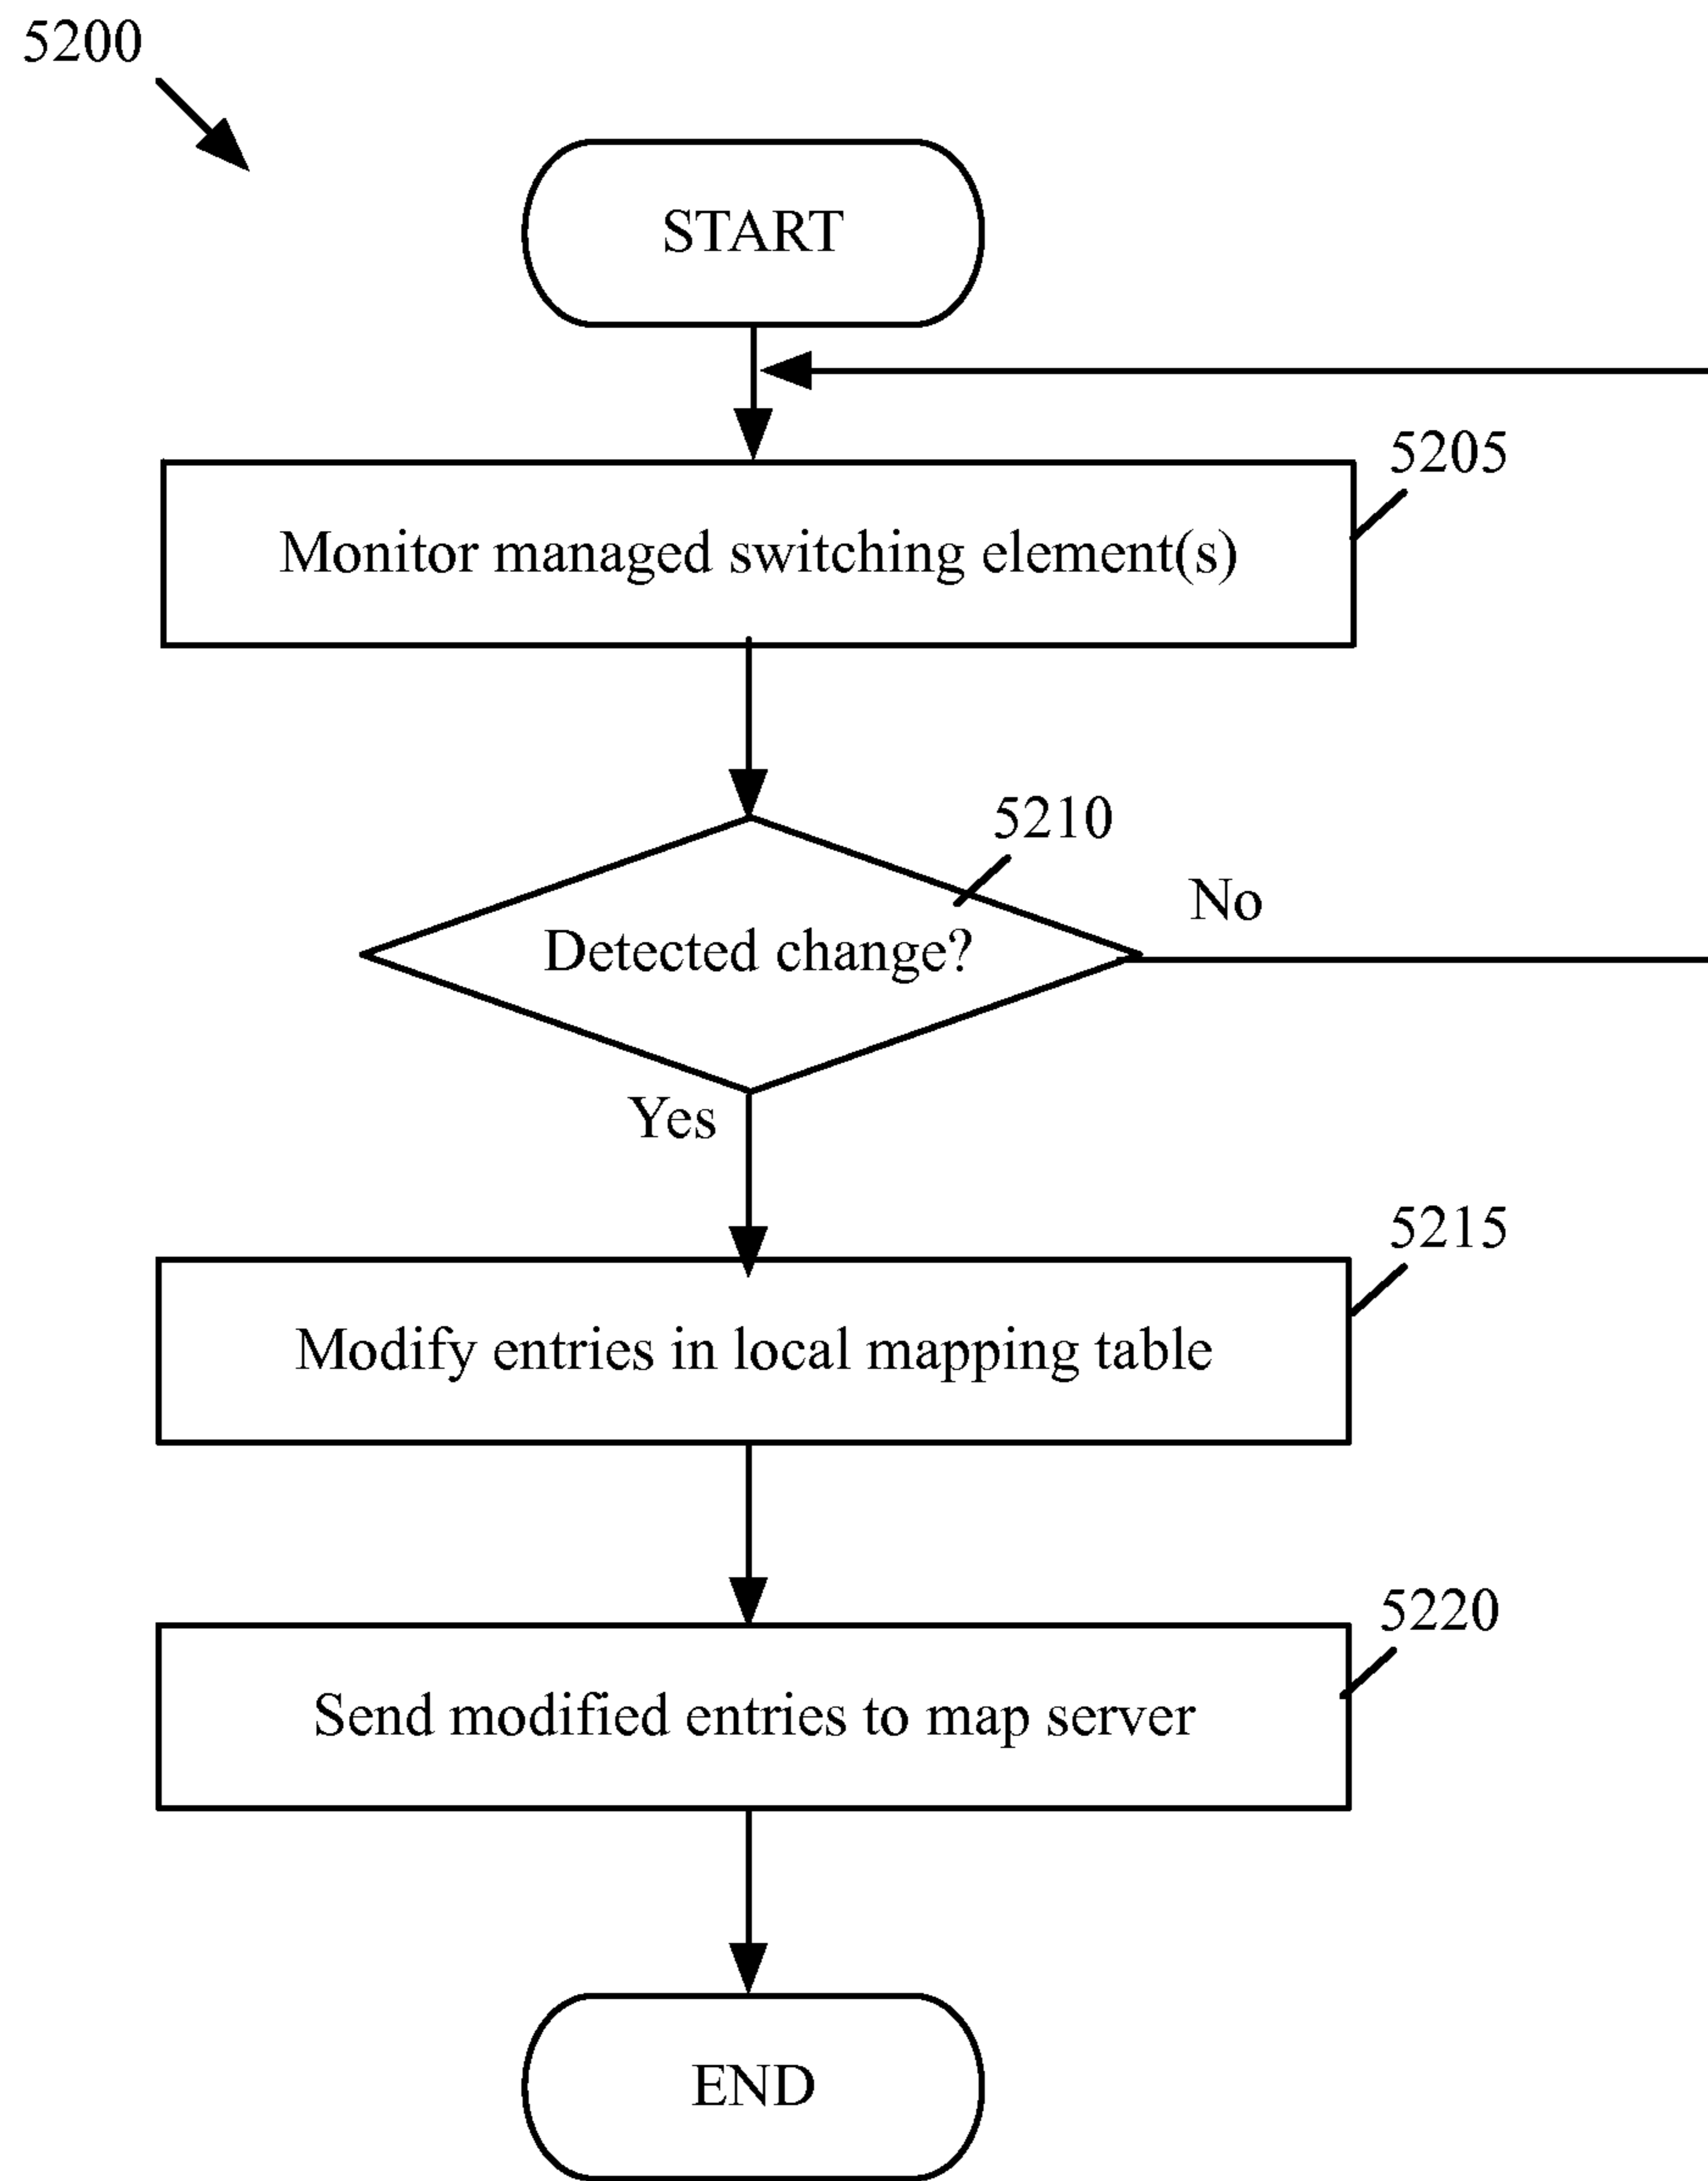 5200
START
5205
Monitor managed switching element(s)
5210
No
Detected change?
Yes
5215
Modify entries in local mapping table
5220
Send modified entries to map server
END